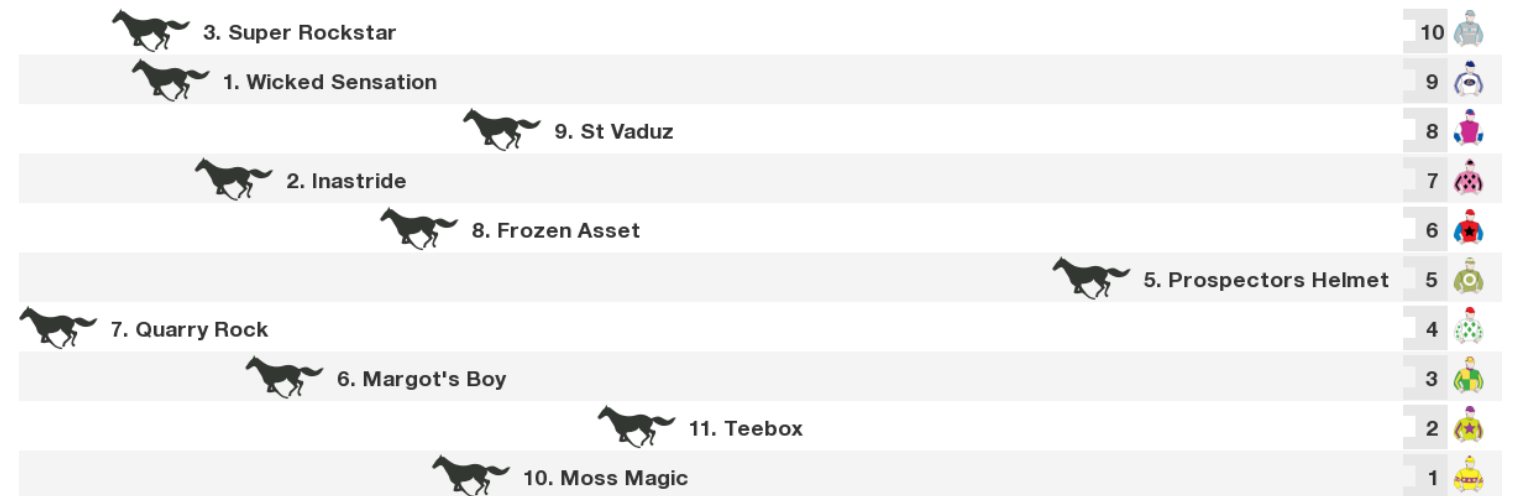 3. Super Rockstar 10
1. Wicked Sensation 9
9. St Vaduz 8
2. Inastride 7
8. Frozen Asset 6
5. Prospectors Helmet 5
7. Quarry Rock 4
6. Margot's Boy 3
11. Teebox 2
10. Moss Magic 1